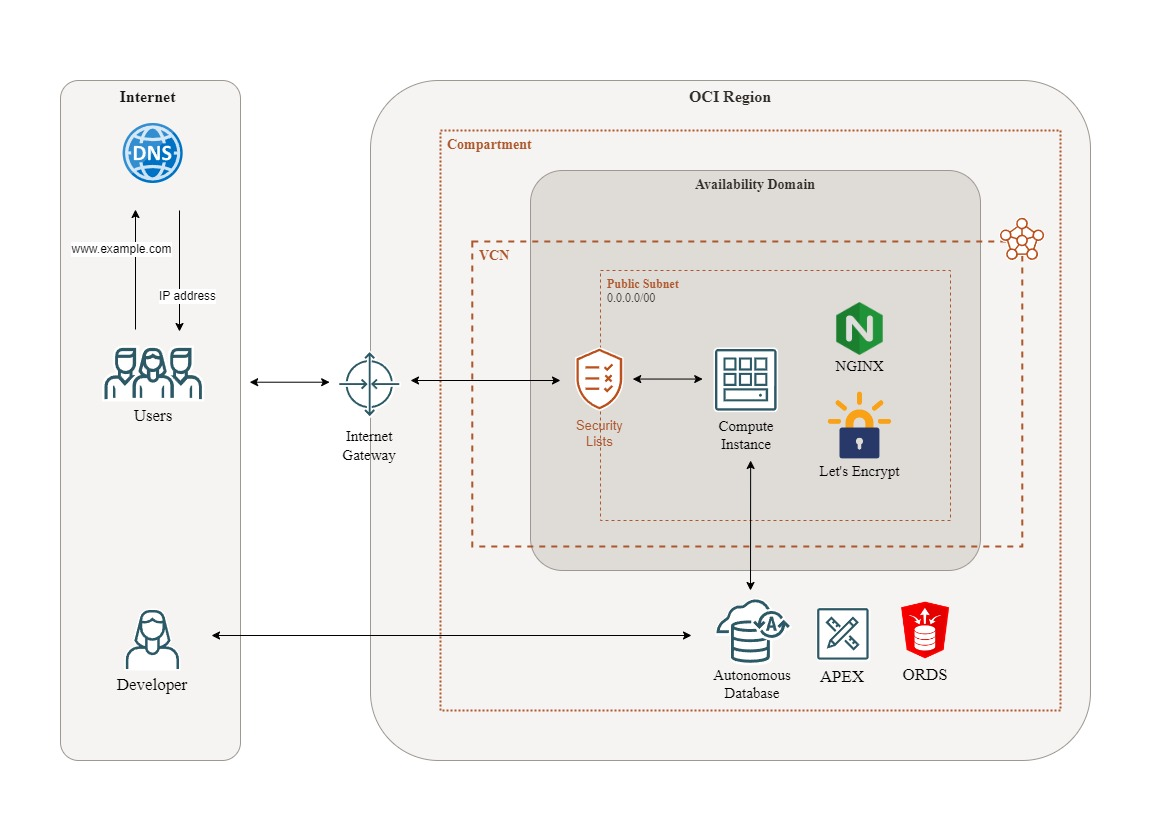 Internet
DNS
www.example.com
IP address
Users
Developer
Internet
Gateway
OCI Region
Compartment
Availability Domain
VCN
Public Subnet
0.0.0.0/00
Security
Lists
Compute
Instance
N
NGINX
Let's Encrypt
A
Autonomous
Database
APEX
ORDS